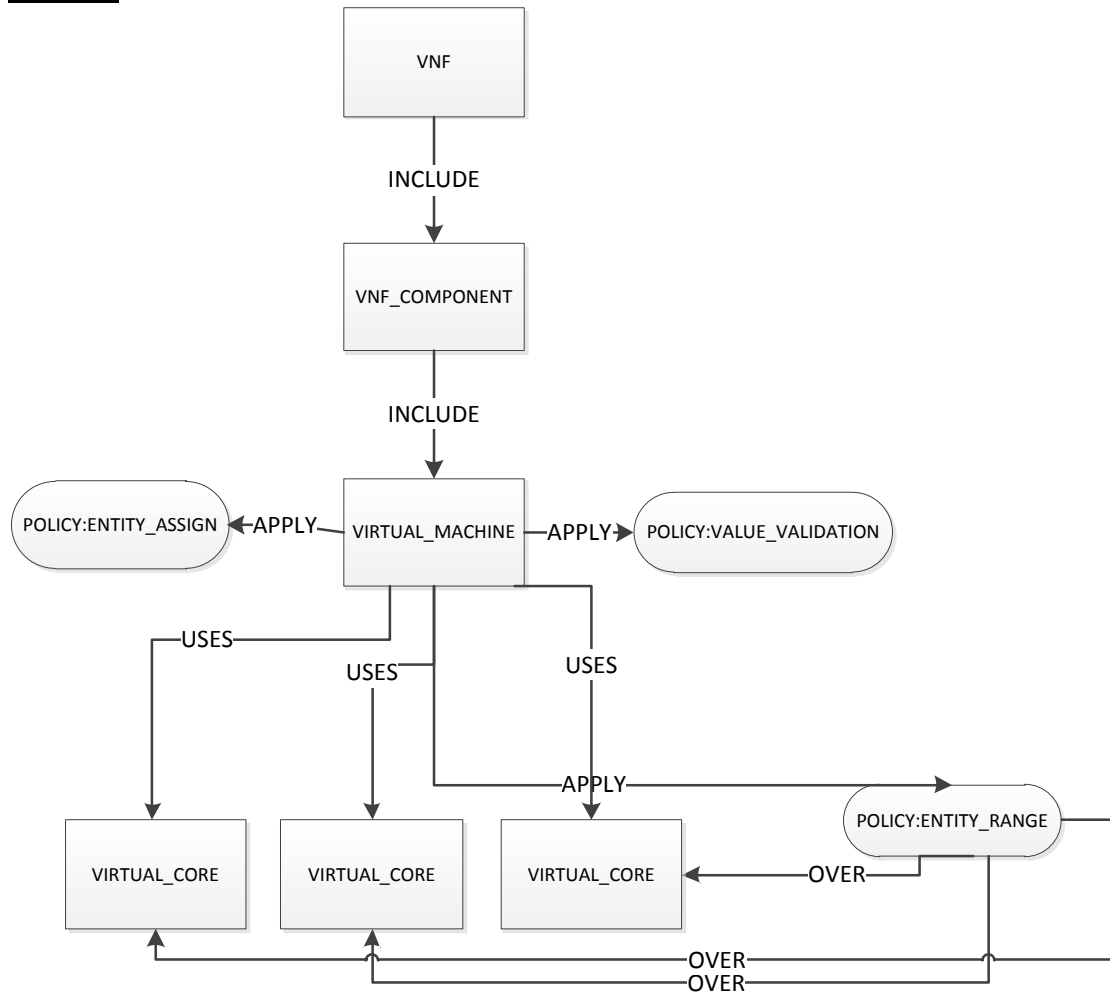 VNF
INCLUDE
VNF_COMPONENT
INCLUDE
POLICY:ENTITY_ASSIGN
APPLY
VIRTUAL_MACHINE
APPLY
POLICY:VALUE_VALIDATION
USES
USES
USES
APPLY
POLICY:ENTITY_RANGE
VIRTUAL_CORE
VIRTUAL_CORE
VIRTUAL_CORE
OVER
OVER
OVER